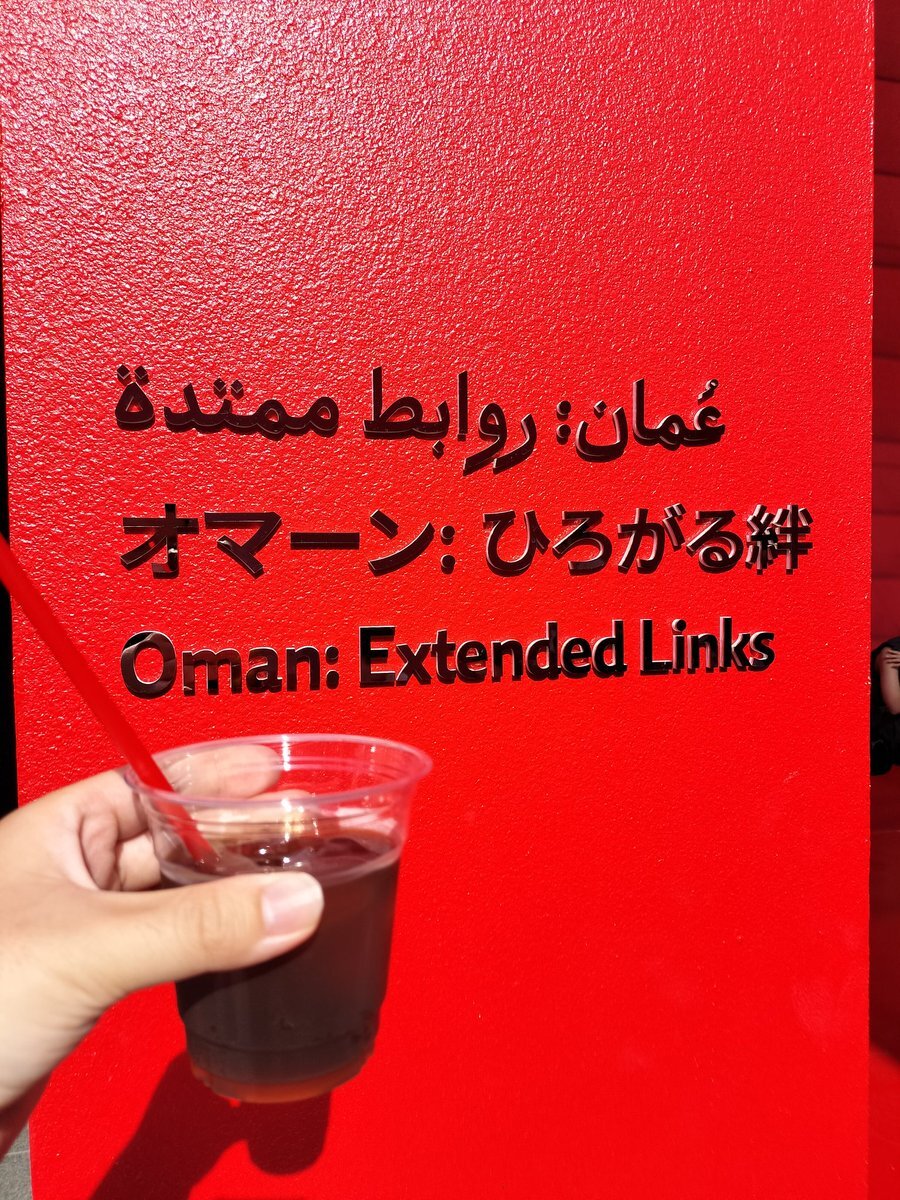 عُمان: روابط ممتدة
オマーン: ひろがる絆
Oman: Extended Links